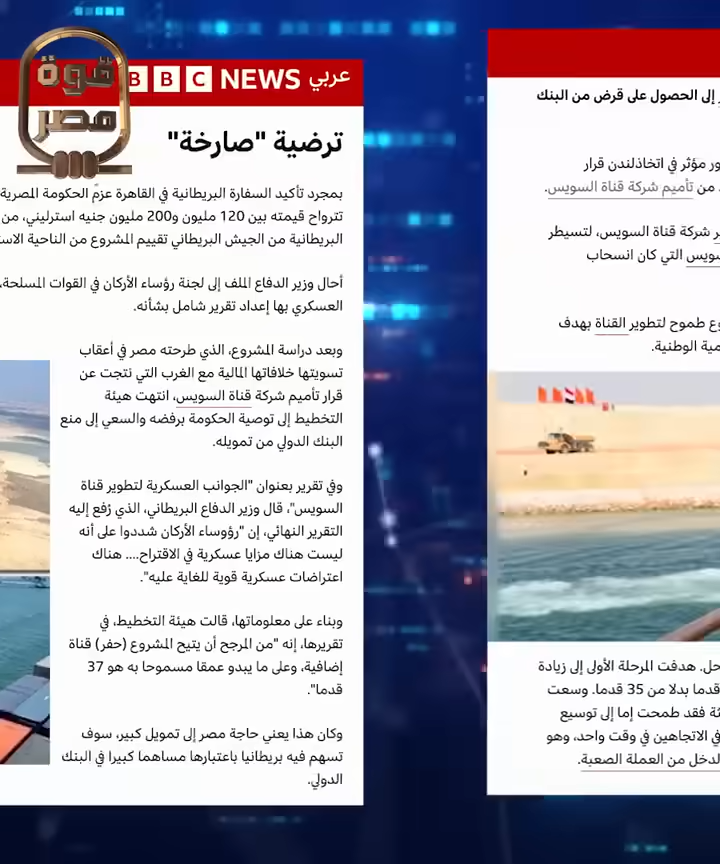 قوة
مصر
BBC NEWS عربي
ترضية "صارخة"
بمجرد تأكيد السفارة البريطانية في القاهرة عزم الحكومة المصرية
تتراوح قيمته بين 120 مليون و200 مليون جنيه استرليني، من
البريطانية من الجيش البريطاني تقييم المشروع من الناحية
أحال وزير الدفاع الملف إلى لجنة رؤساء الأركان في القوات المسلحة،
العسكري بها إعداد تقرير شامل بشأنه.
وبعد دراسة المشروع، الذي طرحته مصر في أعقاب
تسويتها خلافاتها المالية مع الغرب التي نتجت عن
قرار تأميم شركة قناة السويس، انتهت هيئة
التخطيط إلى توصية الحكومة برفضه والسعي إلى منع
البنك الدولي من تمويله.
وفي تقرير بعنوان "الجوانب العسكرية لتطوير قناة
السويس"، قال وزير الدفاع البريطاني، الذي رُفع إليه
التقرير النهائي، إن "رؤوساء الأركان شددوا على أنه
ليست هناك مزايا عسكرية في الاقتراح.... هناك
اعتراضات عسكرية قوية للغاية عليه".
وبناء على معلوماتها، قالت هيئة التخطيط، في
تقريرها، إنه "من المرجح أن يتيح المشروع (حفر) قناة
إضافية، وعلى ما يبدو عمقا مسموحا به هو 37
قدما".
وكان هذا يعني حاجة مصر إلى تمويل كبير، سوف
تسهم فيه بريطانيا باعتبارها مساهما كبيرا في البنك
الدولي.
إلى الحصول على قرض من البنك
ور مؤثر في اتخاذلندن قرار
من تأميم شركة قناة السويس.
شركة قناة السويس، لتسيطر
سويس التي كان انسحاب
وع طموح لتطوير القناة بهدف
مية الوطنية.
حل. هدفت المرحلة الأولى إلى زيادة
قدما بدلا من 35 قدما. وسعت
ثة فقد طمحت إما إلى توسيع
في الاتجاهين في وقت واحد، وهو
لدخل من العملة الصعبة.